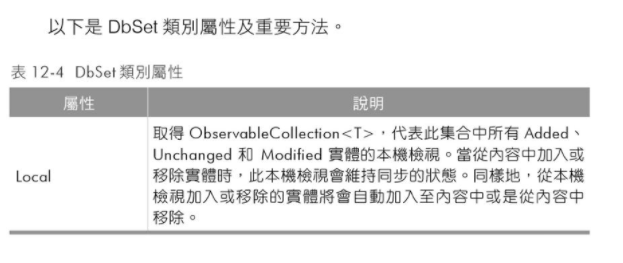 以下是 DbSet 類別屬性及重要方法。
表 12-4 DbSet 類別屬性
屬性 說明
Local
取得 ObservableCollection<T>，代表此集合中所有 Added、
Unchanged 和 Modified 實體的本機檢視。當從內容中加入或
移除實體時，此本機檢視會維持同步的狀態。同樣地，從本機
檢視加入或移除的實體將會自動加入至內容中或是從內容中
移除。